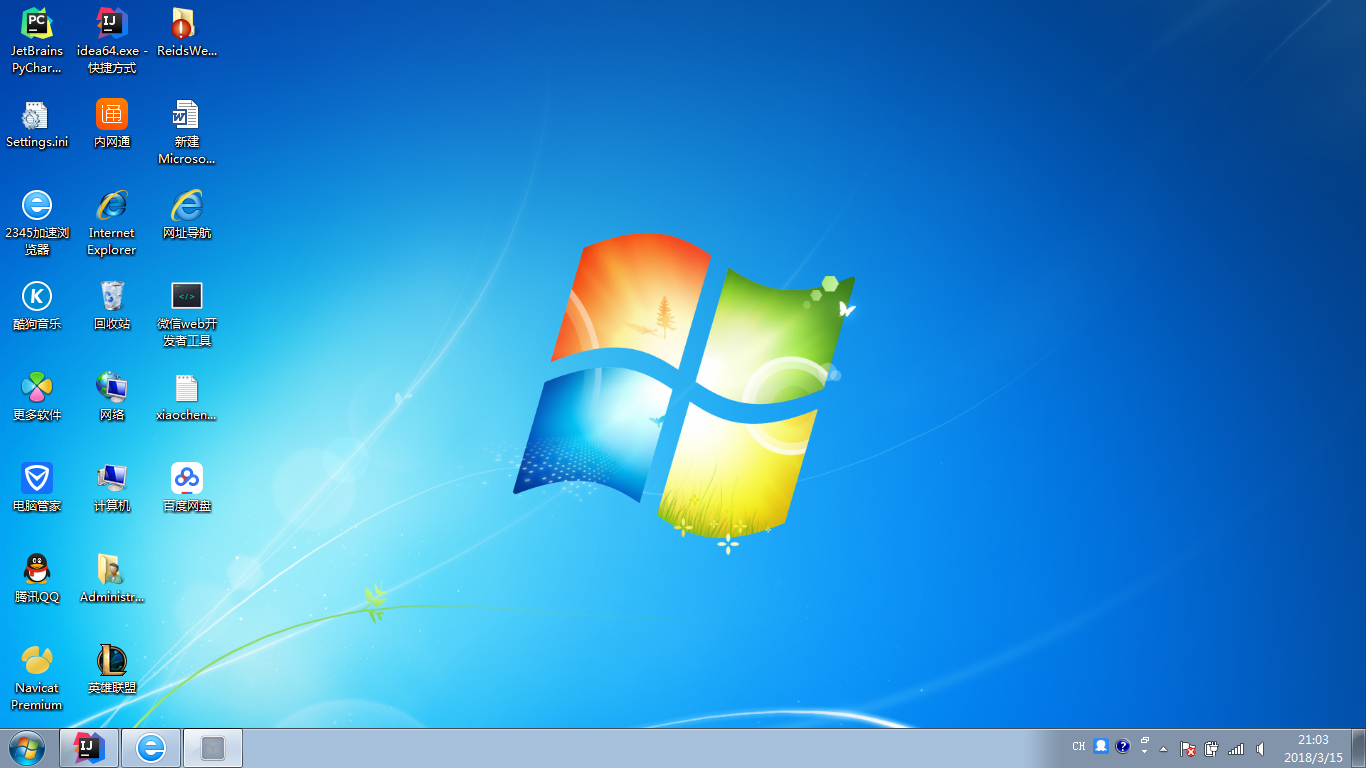 PC
JetBrains
PyChar...
IJ
idea64.exe -
快捷方式
ReidsWe...
Settings.ini
通
内网通
W
新建
Microso...
2345加速浏
览器
Internet
Explorer
网址导航
K
酷狗音乐
回收站
</>
微信web开
发者工具
更多软件
网络
xiaochen...
电脑管家
计算机
百度网盘
腾讯QQ
Administr...
Navicat
Premium
L
英雄联盟
IJ
CH
?
21:03
2018/3/15